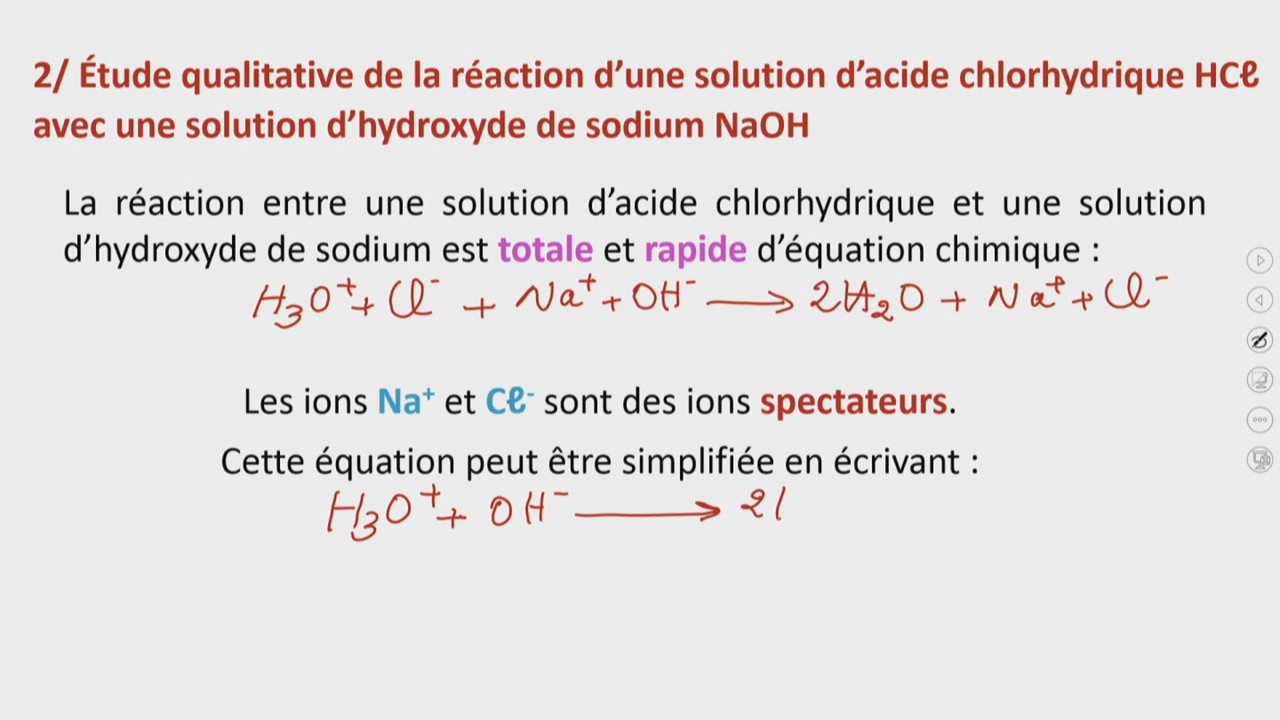 2/ Étude qualitative de la réaction d’une solution d’acide chlorhydrique HCℓ
avec une solution d’hydroxyde de sodium NaOH
La réaction entre une solution d’acide chlorhydrique et une solution
d’hydroxyde de sodium est totale et rapide d’équation chimique :
H₃O⁺ + Cl⁻ + Na⁺ + OH⁻ ⟶ 2H₂O + Na⁺ + Cl⁻
Les ions Na⁺ et Cℓ⁻ sont des ions spectateurs.
Cette équation peut être simplifiée en écrivant :
H₃O⁺ + OH⁻ ⟶ 2